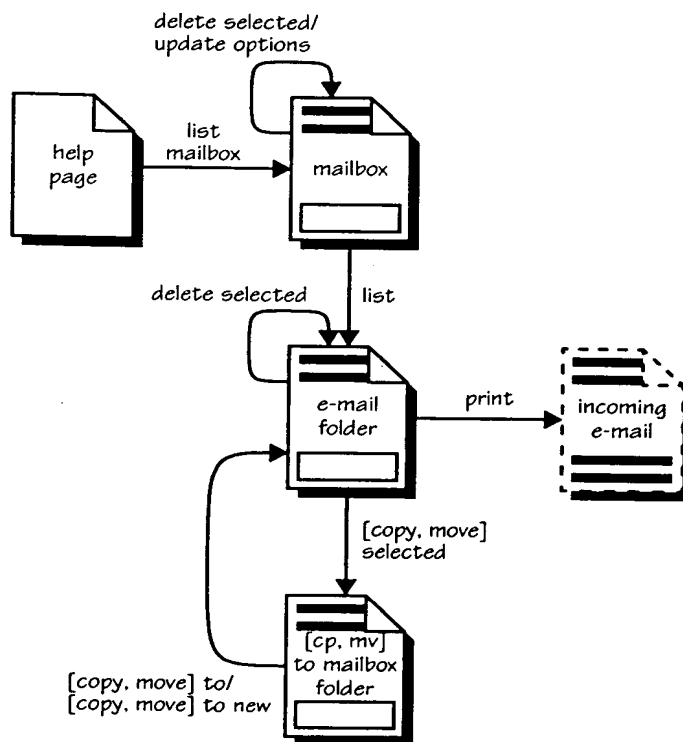 delete selected/
update options
help
page
list
mailbox
mailbox
delete selected
list
e-mail
folder
print
incoming
e-mail
[copy, move]
selected
[cp, mv]
to mailbox
folder
[copy, move] to/
[copy, move] to new